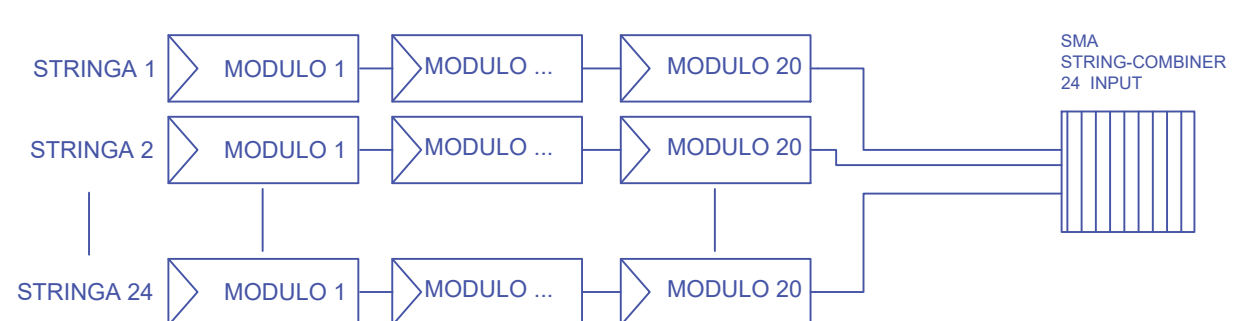 SMA
STRING-COMBINER
24 INPUT
STRINGA 1 MODULO 1 MODULO ... MODULO 20
STRINGA 2 MODULO 1 MODULO ... MODULO 20
STRINGA 24 MODULO 1 MODULO ... MODULO 20